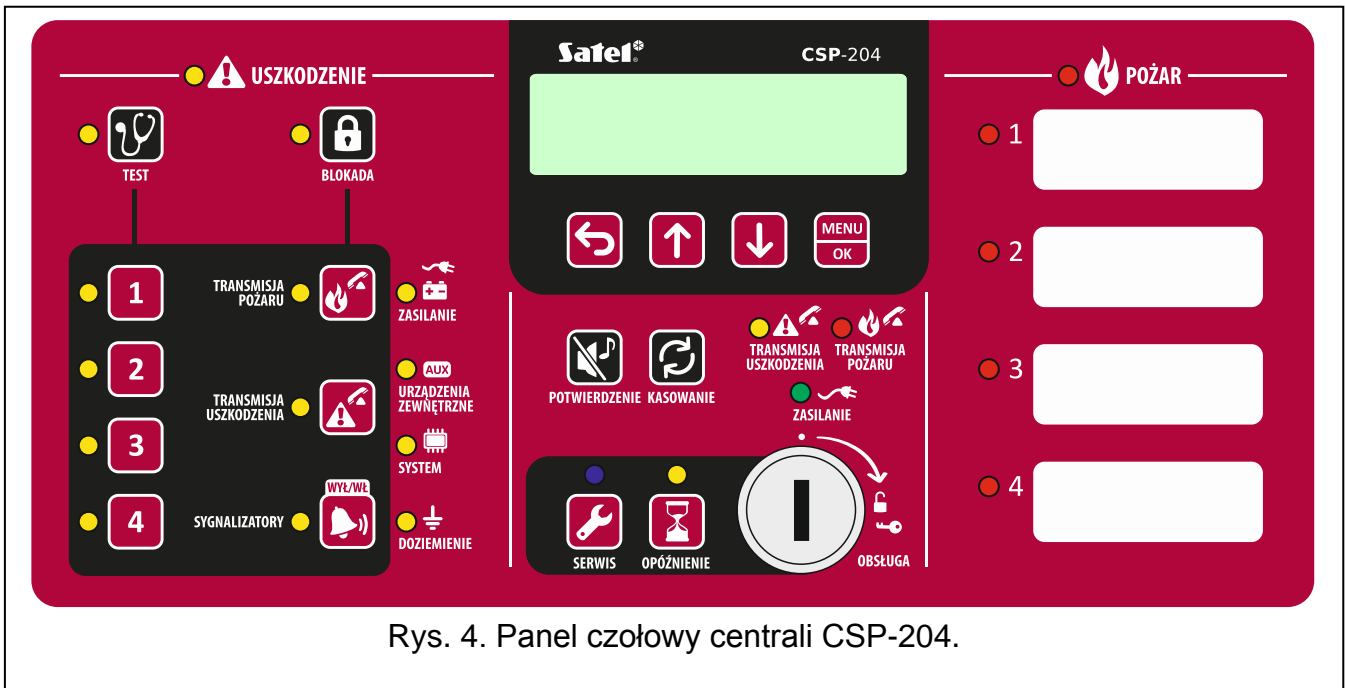 USZKODZENIE
TEST
BLOKADA
1
2
3
4
TRANSMISJA
POŻARU
TRANSMISJA
USZKODZENIA
WYŁ/WŁ
SYGNALIZATORY
ZASILANIE
AUX
URZĄDZENIA
ZEWNĘTRZNE
SYSTEM
DOZIEMIENIE
Satel®
CSP-204
MENU
OK
POTWIERDZENIE
KASOWANIE
TRANSMISJA
USZKODZENIA
TRANSMISJA
POŻARU
ZASILANIE
SERWIS
OPÓŹNIENIE
OBSŁUGA
POŻAR
1
2
3
4
Rys. 4. Panel czołowy centrali CSP-204.